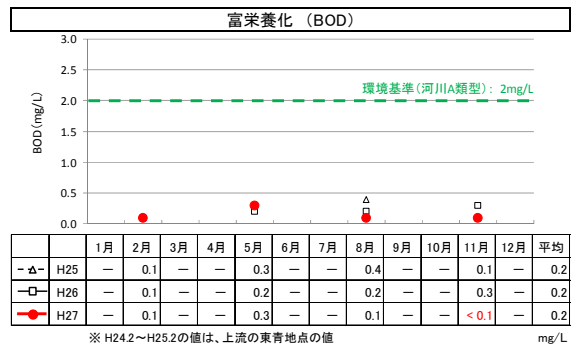 富栄養化 （BOD）
3.0
2.5
環境基準（河川A類型）： 2mg/L
2.0
1.5
1.0
0.5
0.0
BOD（mg/L）
1月 2月 3月 4月 5月 6月 7月 8月 9月 10月 11月 12月 平均
H25 － 0.1 － － 0.3 － － 0.4 － － 0.1 － 0.2
H26 － 0.1 － － 0.2 － － 0.2 － － 0.3 － 0.2
H27 － 0.1 － － 0.3 － － 0.1 － － < 0.1 － 0.2
※ H24.2～H25.2の値は、上流の東青地点の値 mg/L